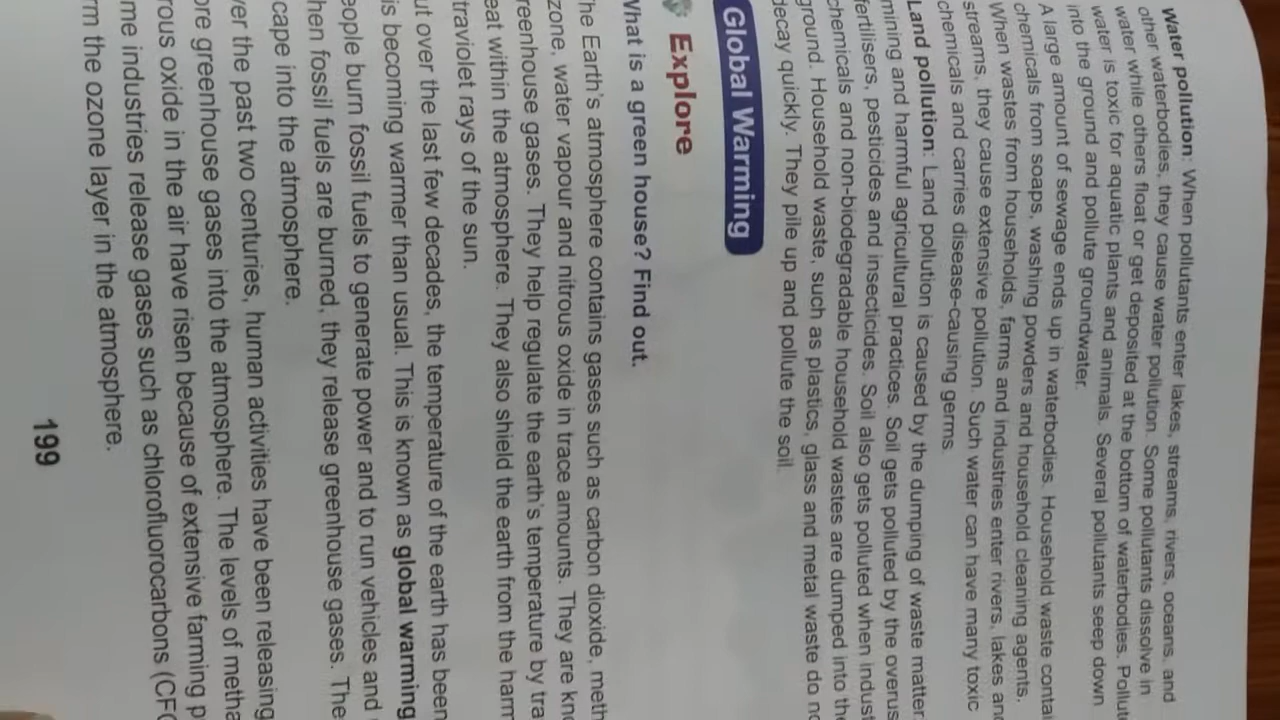 Water pollution: When pollutants enter lakes, streams, rivers, oceans, and
other waterbodies, they cause water pollution. Some pollutants dissolve in
water while others float or get deposited at the bottom of waterbodies. Pollut
water is toxic for aquatic plants and animals. Several pollutants seep down
into the ground and pollute groundwater.
A large amount of sewage ends up in waterbodies. Household waste contai
chemicals from soaps, washing powders and household cleaning agents.
When wastes from households, farms and industries enter rivers, lakes and
streams, they cause extensive pollution. Such water can have many toxic
chemicals and carries disease-causing germs.
Land pollution: Land pollution is caused by the dumping of waste matter,
mining and harmful agricultural practices. Soil gets polluted by the overus
fertilisers, pesticides and insecticides. Soil also gets polluted when indust
chemicals and non-biodegradable household wastes are dumped into the
ground. Household waste, such as plastics, glass and metal waste do no
decay quickly. They pile up and pollute the soil.
Global Warming
Explore
What is a green house? Find out.
The Earth's atmosphere contains gases such as carbon dioxide, meth
zone, water vapour and nitrous oxide in trace amounts. They are kno
reenhouse gases. They help regulate the earth's temperature by tra
eat within the atmosphere. They also shield the earth from the harm
traviolet rays of the sun.
ut over the last few decades, the temperature of the earth has been
is becoming warmer than usual. This is known as global warming
eople burn fossil fuels to generate power and to run vehicles and
hen fossil fuels are burned, they release greenhouse gases. The
cape into the atmosphere.
ver the past two centuries, human activities have been releasing
ore greenhouse gases into the atmosphere. The levels of metha
rous oxide in the air have risen because of extensive farming p
me industries release gases such as chlorofluorocarbons (CFC
rm the ozone layer in the atmosphere.
199